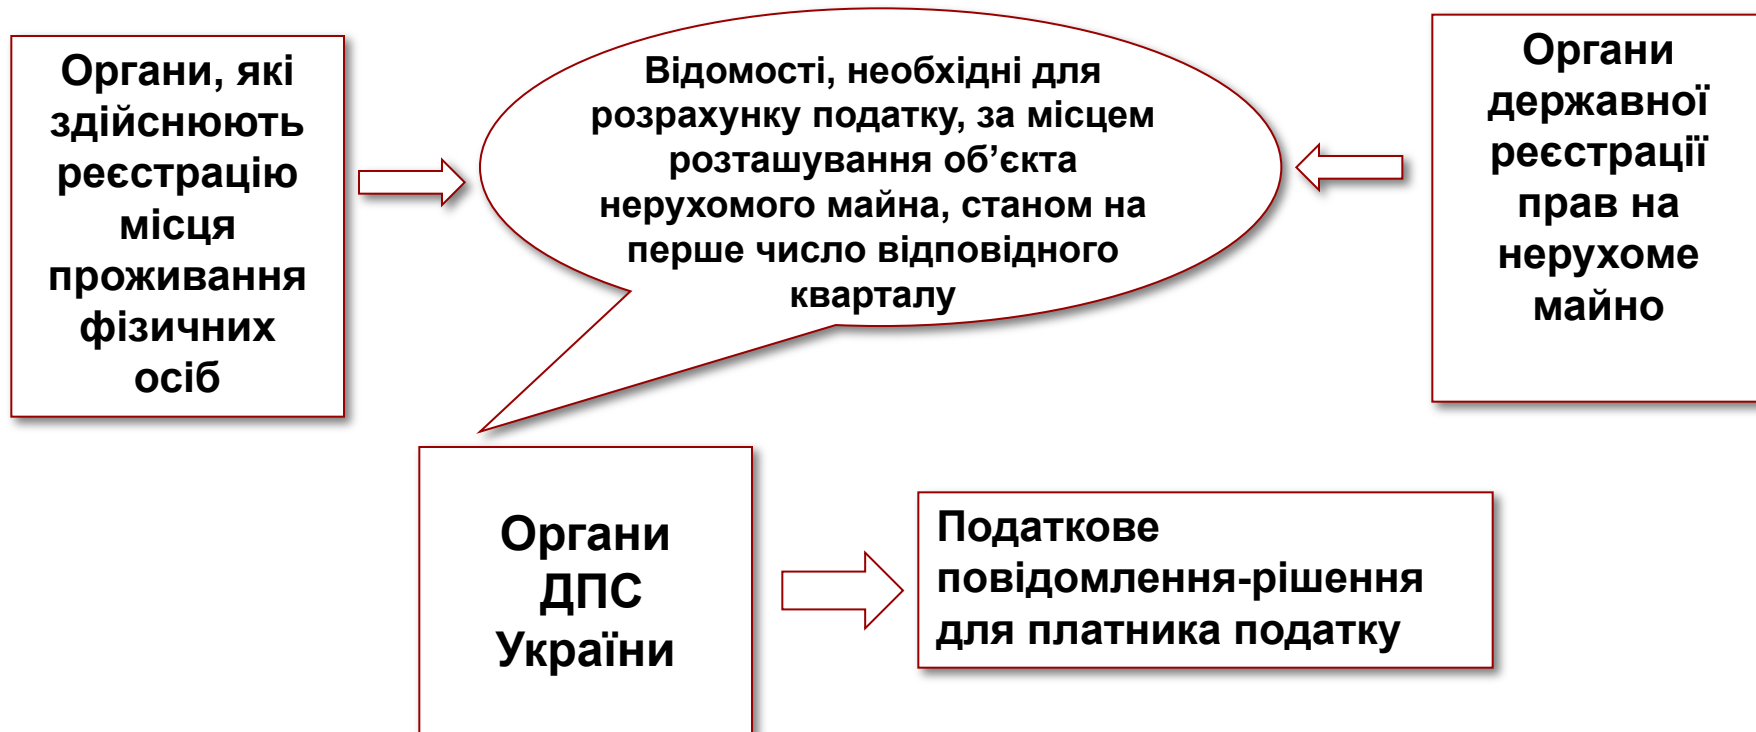 Органи, які
здійснюють
реєстрацію
місця
проживання
фізичних
осіб
Відомості, необхідні для
розрахунку податку, за місцем
розташування об’єкта
нерухомого майна, станом на
перше число відповідного
кварталу
Органи
державної
реєстрації
прав на
нерухоме
майно
Органи
ДПС
України
Податкове
повідомлення-рішення
для платника податку